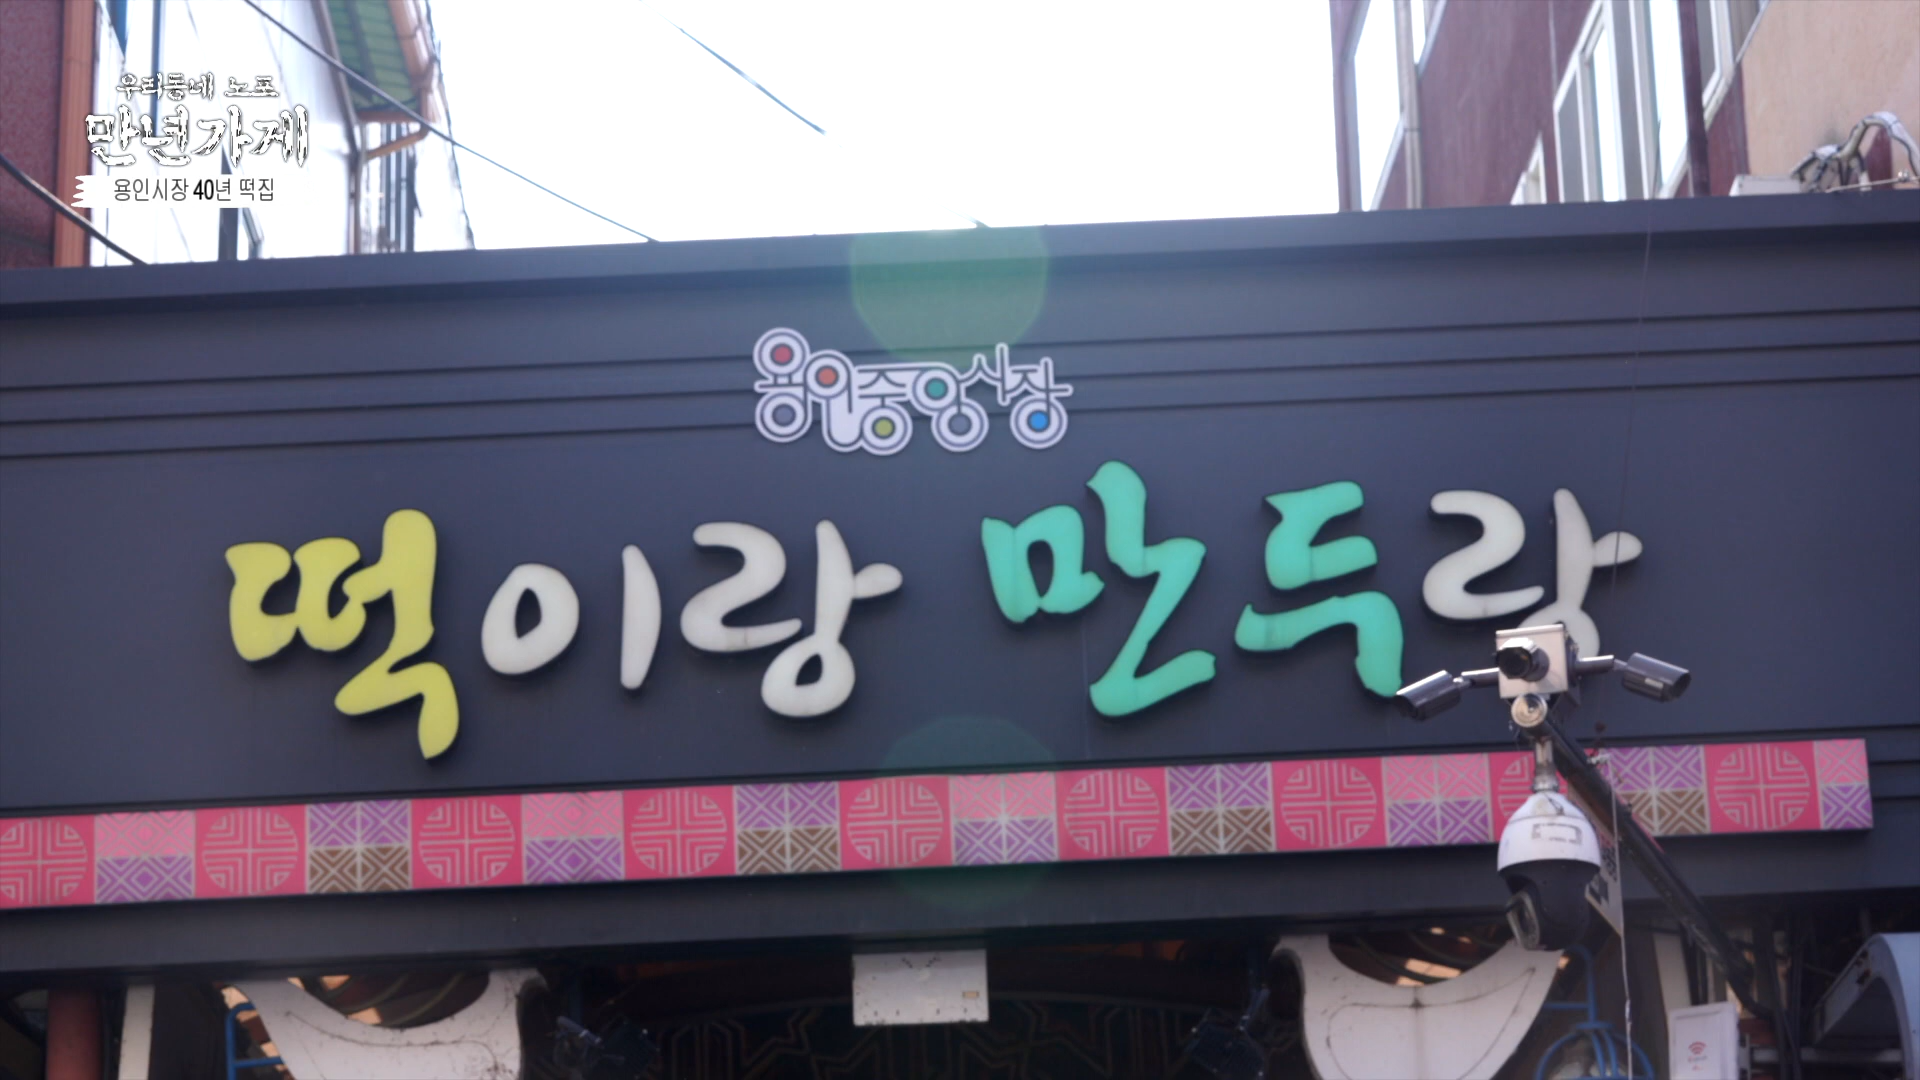 우리동네 노포
만년가게
용인시장 40년 떡집
용인중앙시장
떡이랑 만두랑